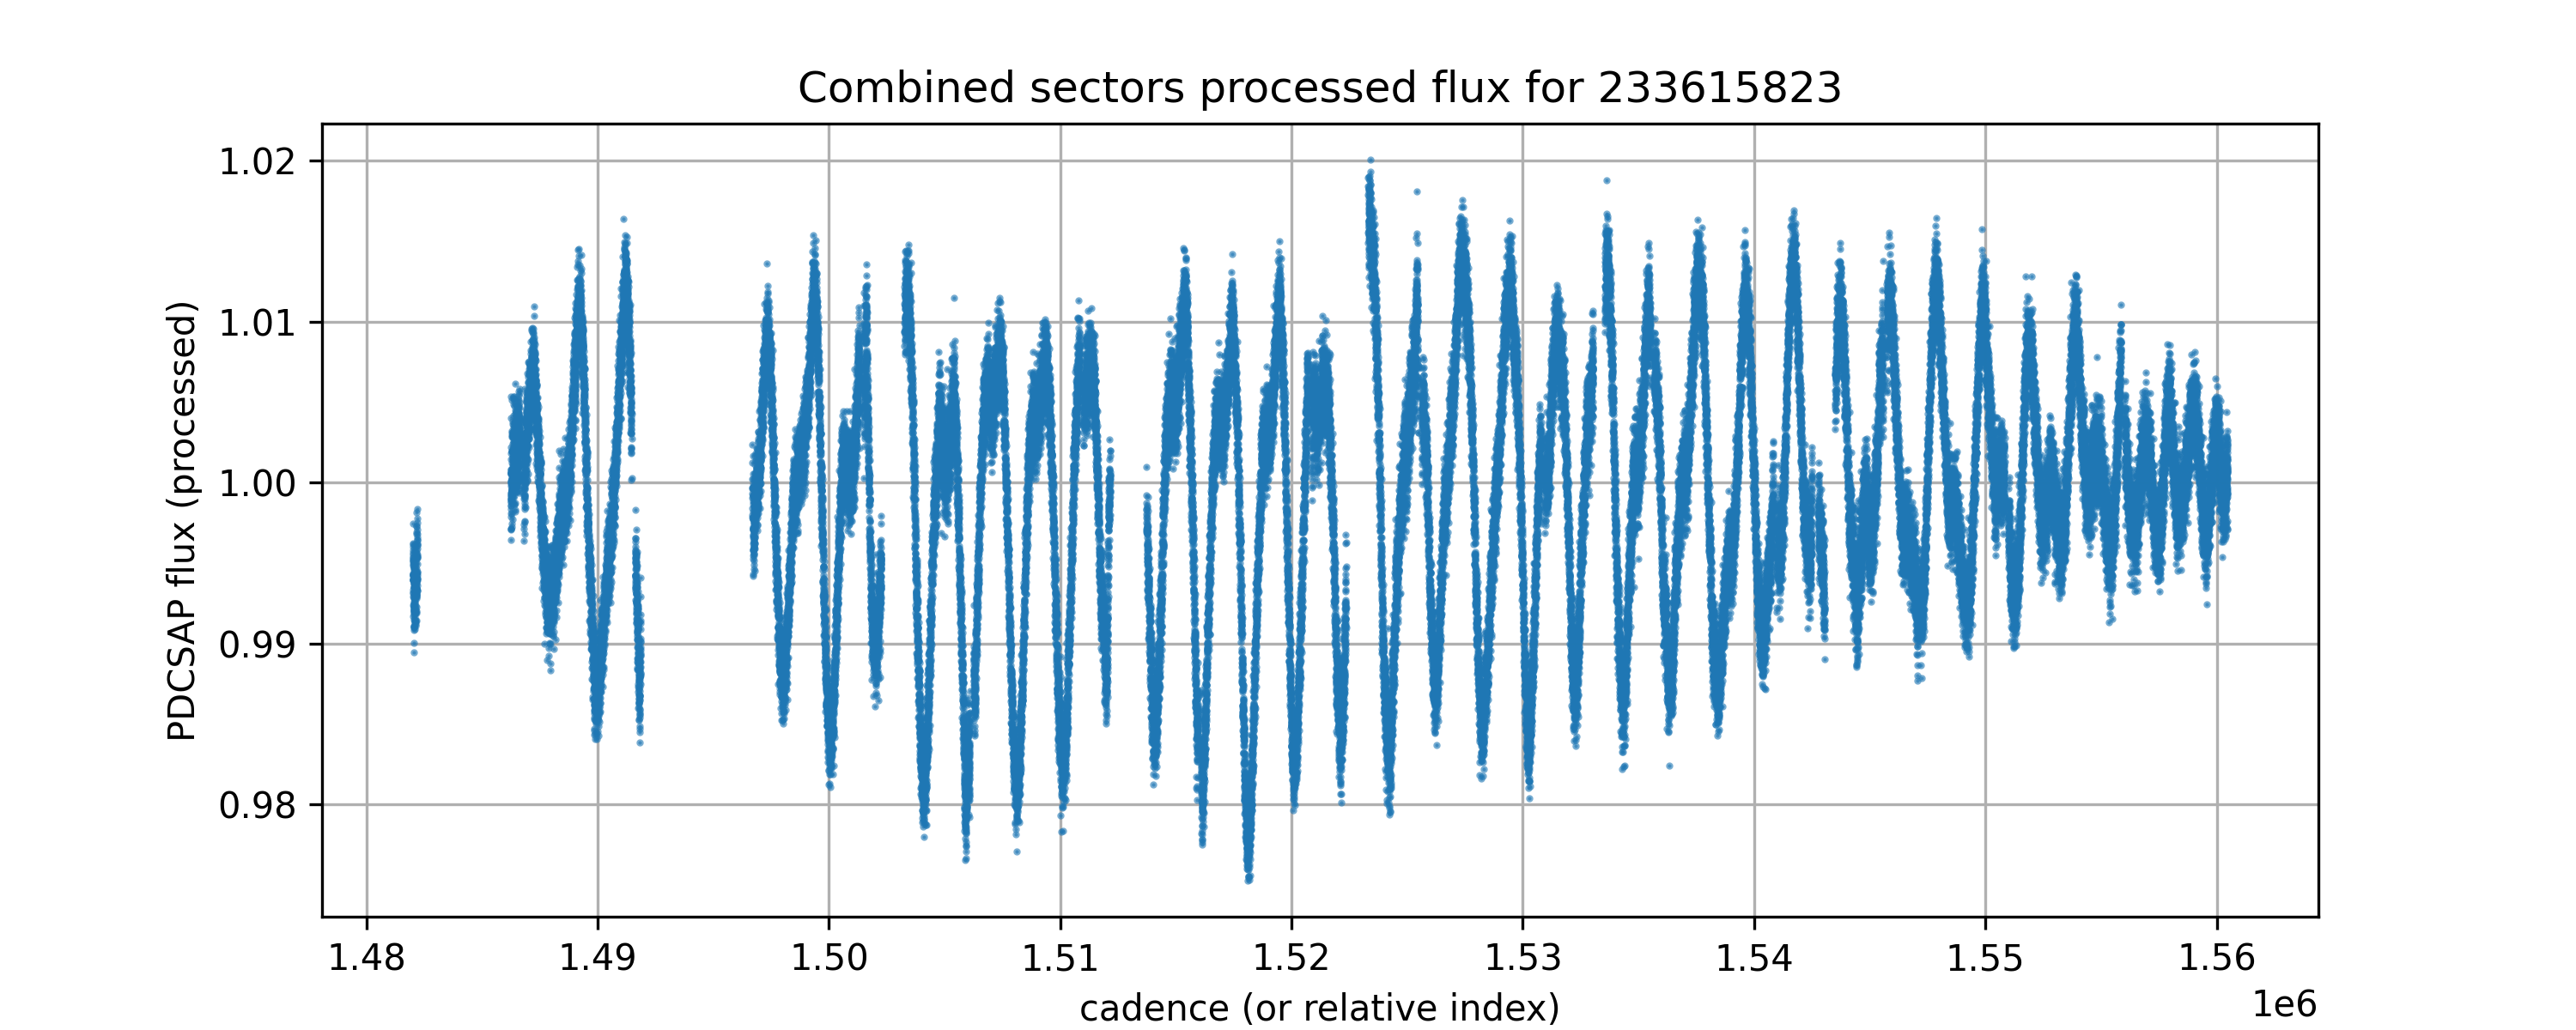 Combined sectors processed flux for 233615823
PDCSAP flux (processed)
1.02
1.01
1.00
0.99
0.98
1.48 1.49 1.50 1.51 1.52 1.53 1.54 1.55 1.56
1e6
cadence (or relative index)